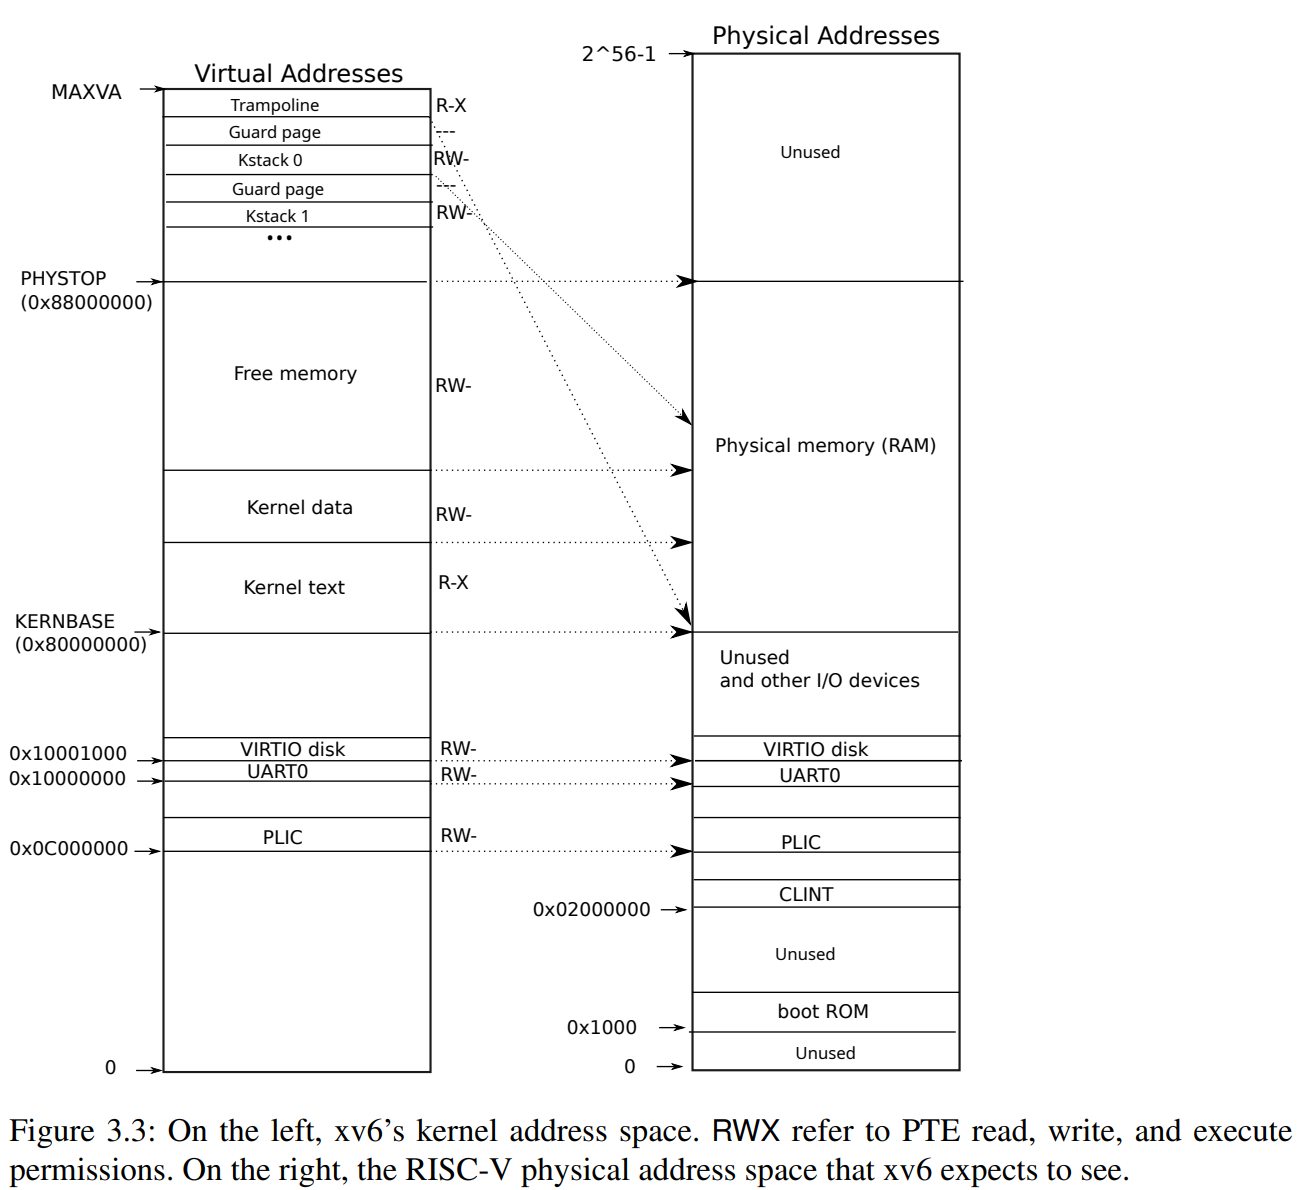 Physical Addresses
2^56-1
Virtual Addresses
MAXVA
Trampoline
R-X
Guard page
---
Unused
Kstack 0
RW-
Guard page
---
Kstack 1
RW-
...
PHYSTOP
(0x88000000)
Free memory
RW-
Physical memory (RAM)
Kernel data
RW-
Kernel text
R-X
KERNBASE
(0x80000000)
Unused
and other I/O devices
0x10001000
VIRTIO disk
RW-
VIRTIO disk
0x10000000
UART0
RW-
UART0
0x0C000000
PLIC
RW-
PLIC
CLINT
0x02000000
Unused
boot ROM
0x1000
Unused
0
0
Figure 3.3: On the left, xv6’s kernel address space. RWX refer to PTE read, write, and execute
permissions. On the right, the RISC-V physical address space that xv6 expects to see.